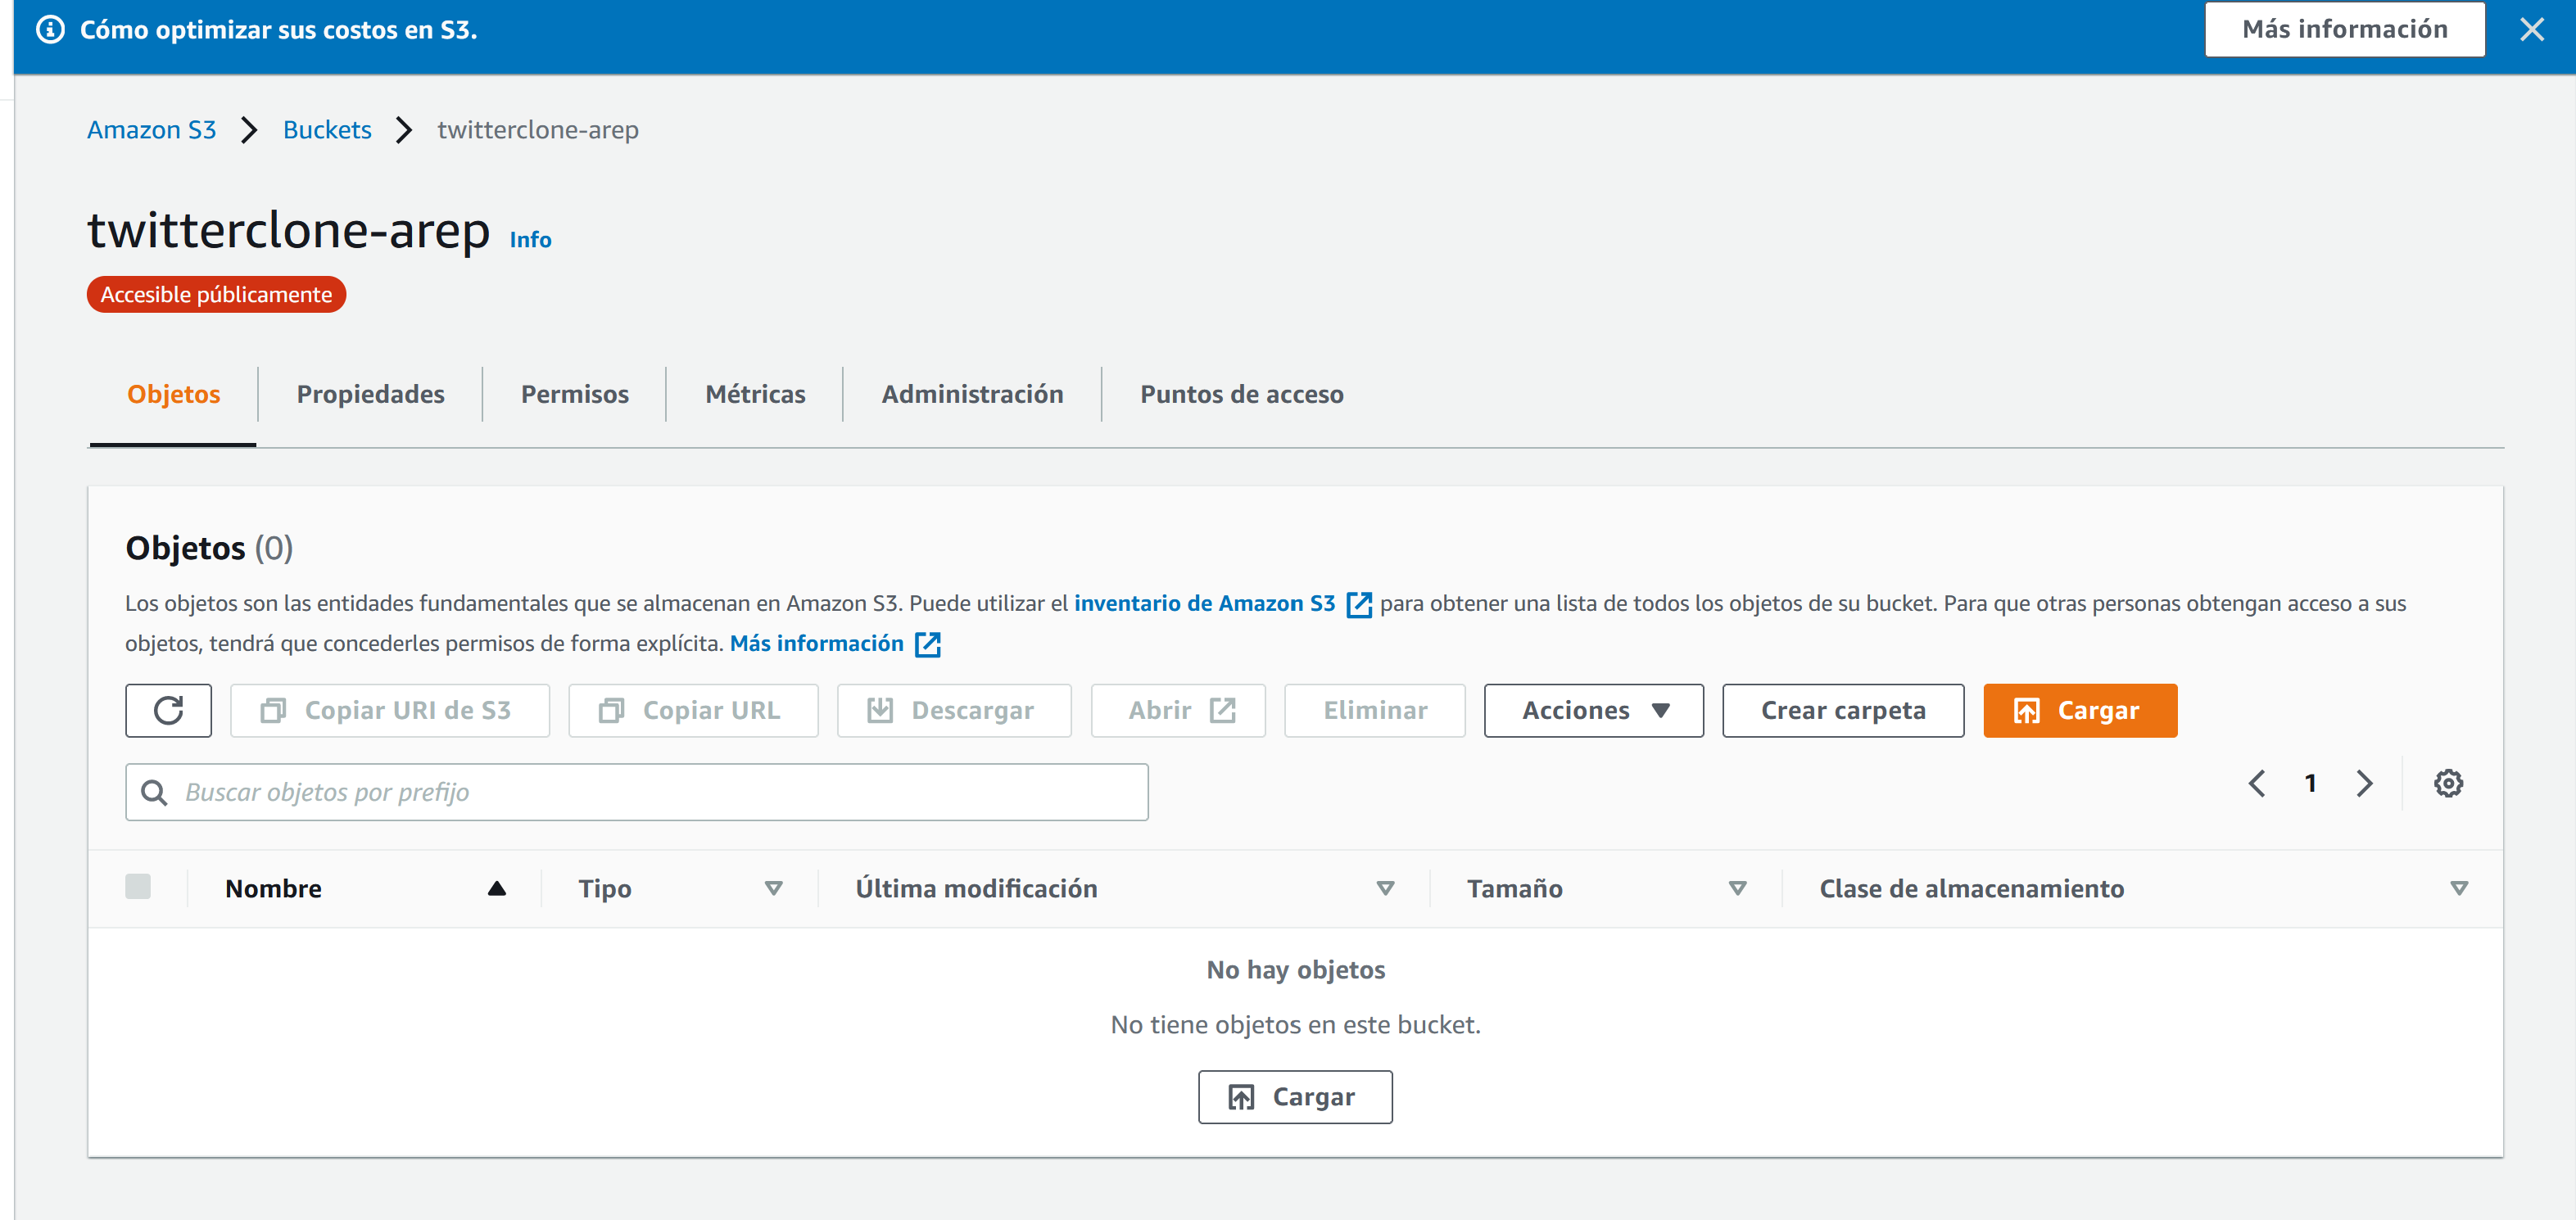 Cómo optimizar sus costos en S3.
Más información
Amazon S3 Buckets twitterclone-arep
twitterclone-arep Info
Accesible públicamente
Objetos Propiedades Permisos Métricas Administración Puntos de acceso
Objetos (0)
Los objetos son las entidades fundamentales que se almacenan en Amazon S3. Puede utilizar el inventario de Amazon S3 para obtener una lista de todos los objetos de su bucket. Para que otras personas obtengan acceso a sus
objetos, tendrá que concederles permisos de forma explícita. Más información
Copiar URI de S3 Copiar URL Descargar Abrir Eliminar Acciones Crear carpeta Cargar
Buscar objetos por prefijo
1
Nombre Tipo Última modificación Tamaño Clase de almacenamiento
No hay objetos
No tiene objetos en este bucket.
Cargar